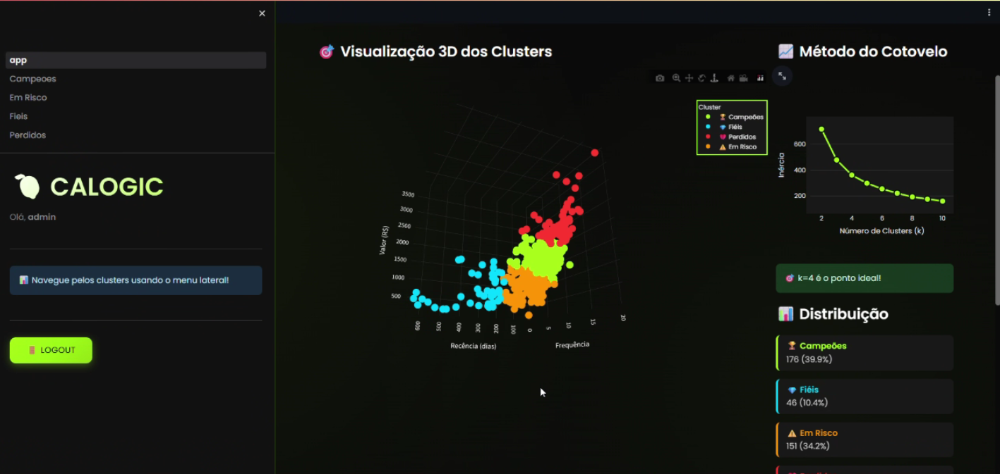 app
Campeoes
Em Risco
Fieis
Perdidos
CALOGIC
Olá, admin
Navegue pelos clusters usando o menu lateral!
LOGOUT
Visualização 3D dos Clusters
Cluster
Campeões
Fiéis
Perdidos
Em Risco
3500
3000
2500
2000
1500
1000
500
Valor (R$)
600
500
400
300
200
100
0
Recência (dias)
5
10
15
20
Frequência
Método do Cotovelo
600
400
200
Inércia
2
4
6
8
10
Número de Clusters (k)
k=4 é o ponto ideal!
Distribuição
Campeões
176 (39.9%)
Fiéis
46 (10.4%)
Em Risco
151 (34.2%)